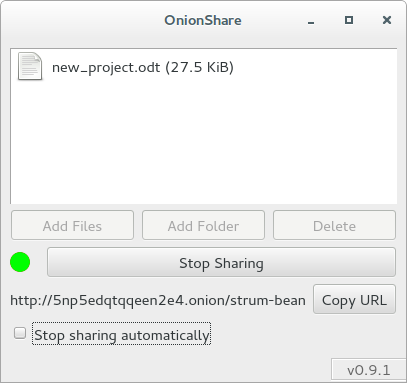 OnionShare
new_project.odt (27.5 KiB)
Add Files Add Folder Delete
Stop Sharing
http://5np5edqtqqeen2e4.onion/strum-bean Copy URL
Stop sharing automatically
v0.9.1